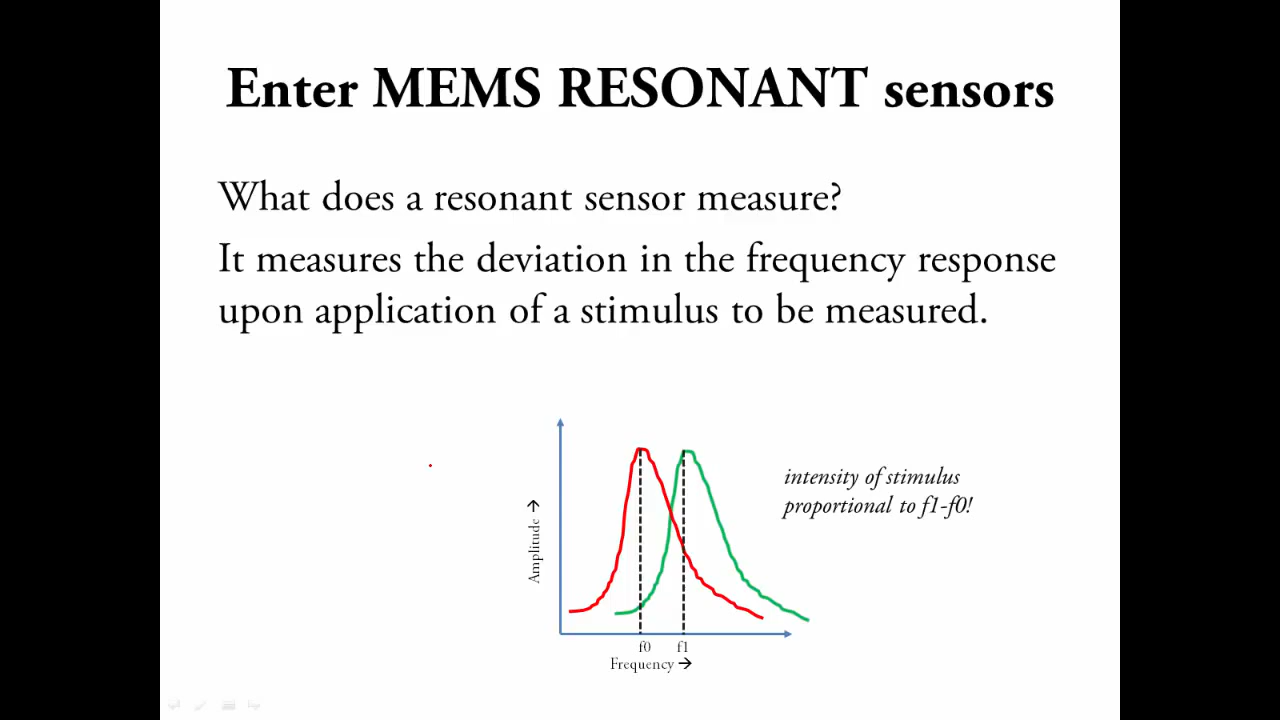 Enter MEMS RESONANT sensors
What does a resonant sensor measure?
It measures the deviation in the frequency response
upon application of a stimulus to be measured.
intensity of stimulus
proportional to f1-f0!
Amplitude →
f0 f1
Frequency →